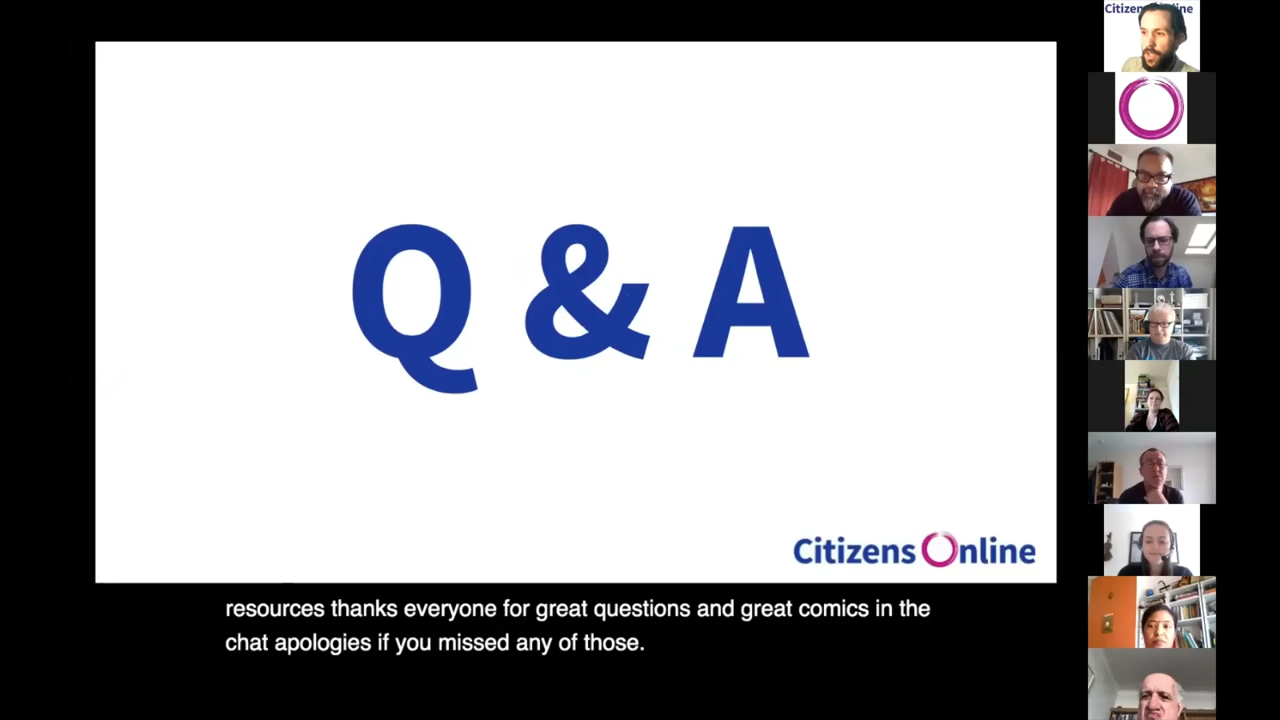 Citizens Online
Q & A
Citizens Online
resources thanks everyone for great questions and great comics in the
chat apologies if you missed any of those.